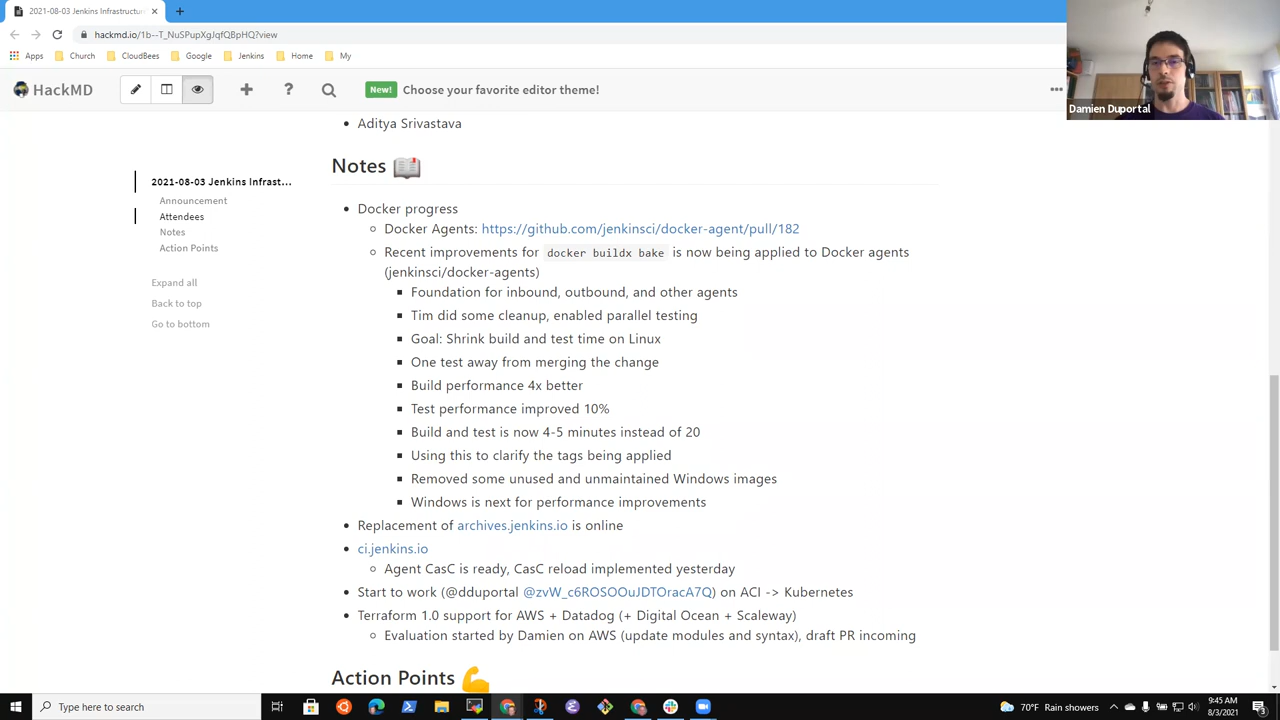 2021-08-03 Jenkins Infrastructur
hackmd.io/1b--T_NuSPupXgJqfQBpHQ?view
Apps Church CloudBees Google Jenkins Home My
HackMD
New! Choose your favorite editor theme!
Damien Duportal
Aditya Srivastava
Notes
2021-08-03 Jenkins Infrast...
Announcement
Attendees
Notes
Action Points
Expand all
Back to top
Go to bottom
Docker progress
Docker Agents: https://github.com/jenkinsci/docker-agent/pull/182
Recent improvements for docker buildx bake is now being applied to Docker agents
(jenkinsci/docker-agents)
Foundation for inbound, outbound, and other agents
Tim did some cleanup, enabled parallel testing
Goal: Shrink build and test time on Linux
One test away from merging the change
Build performance 4x better
Test performance improved 10%
Build and test is now 4-5 minutes instead of 20
Using this to clarify the tags being applied
Removed some unused and unmaintained Windows images
Windows is next for performance improvements
Replacement of archives.jenkins.io is online
ci.jenkins.io
Agent CasC is ready, CasC reload implemented yesterday
Start to work (@dduportal @zvW_c6ROSOOuJDTOracA7Q) on ACI -> Kubernetes
Terraform 1.0 support for AWS + Datadog (+ Digital Ocean + Scaleway)
Evaluation started by Damien on AWS (update modules and syntax), draft PR incoming
Action Points
Type here to search
70°F Rain showers
9:45 AM
8/3/2021
3